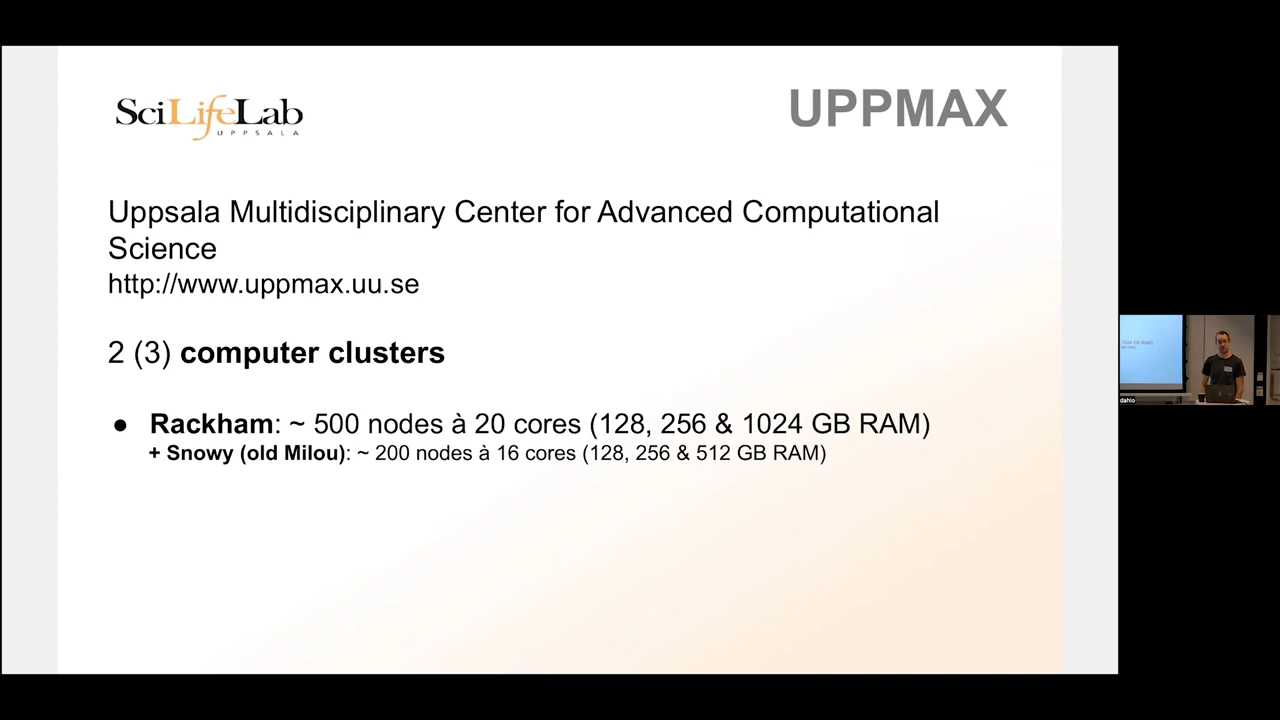 SciLifeLab
UPPSALA
UPPMAX
Uppsala Multidisciplinary Center for Advanced Computational
Science
http://www.uppmax.uu.se
2 (3) computer clusters
● Rackham: ~ 500 nodes à 20 cores (128, 256 & 1024 GB RAM)
+ Snowy (old Milou): ~ 200 nodes à 16 cores (128, 256 & 512 GB RAM)
dahlo